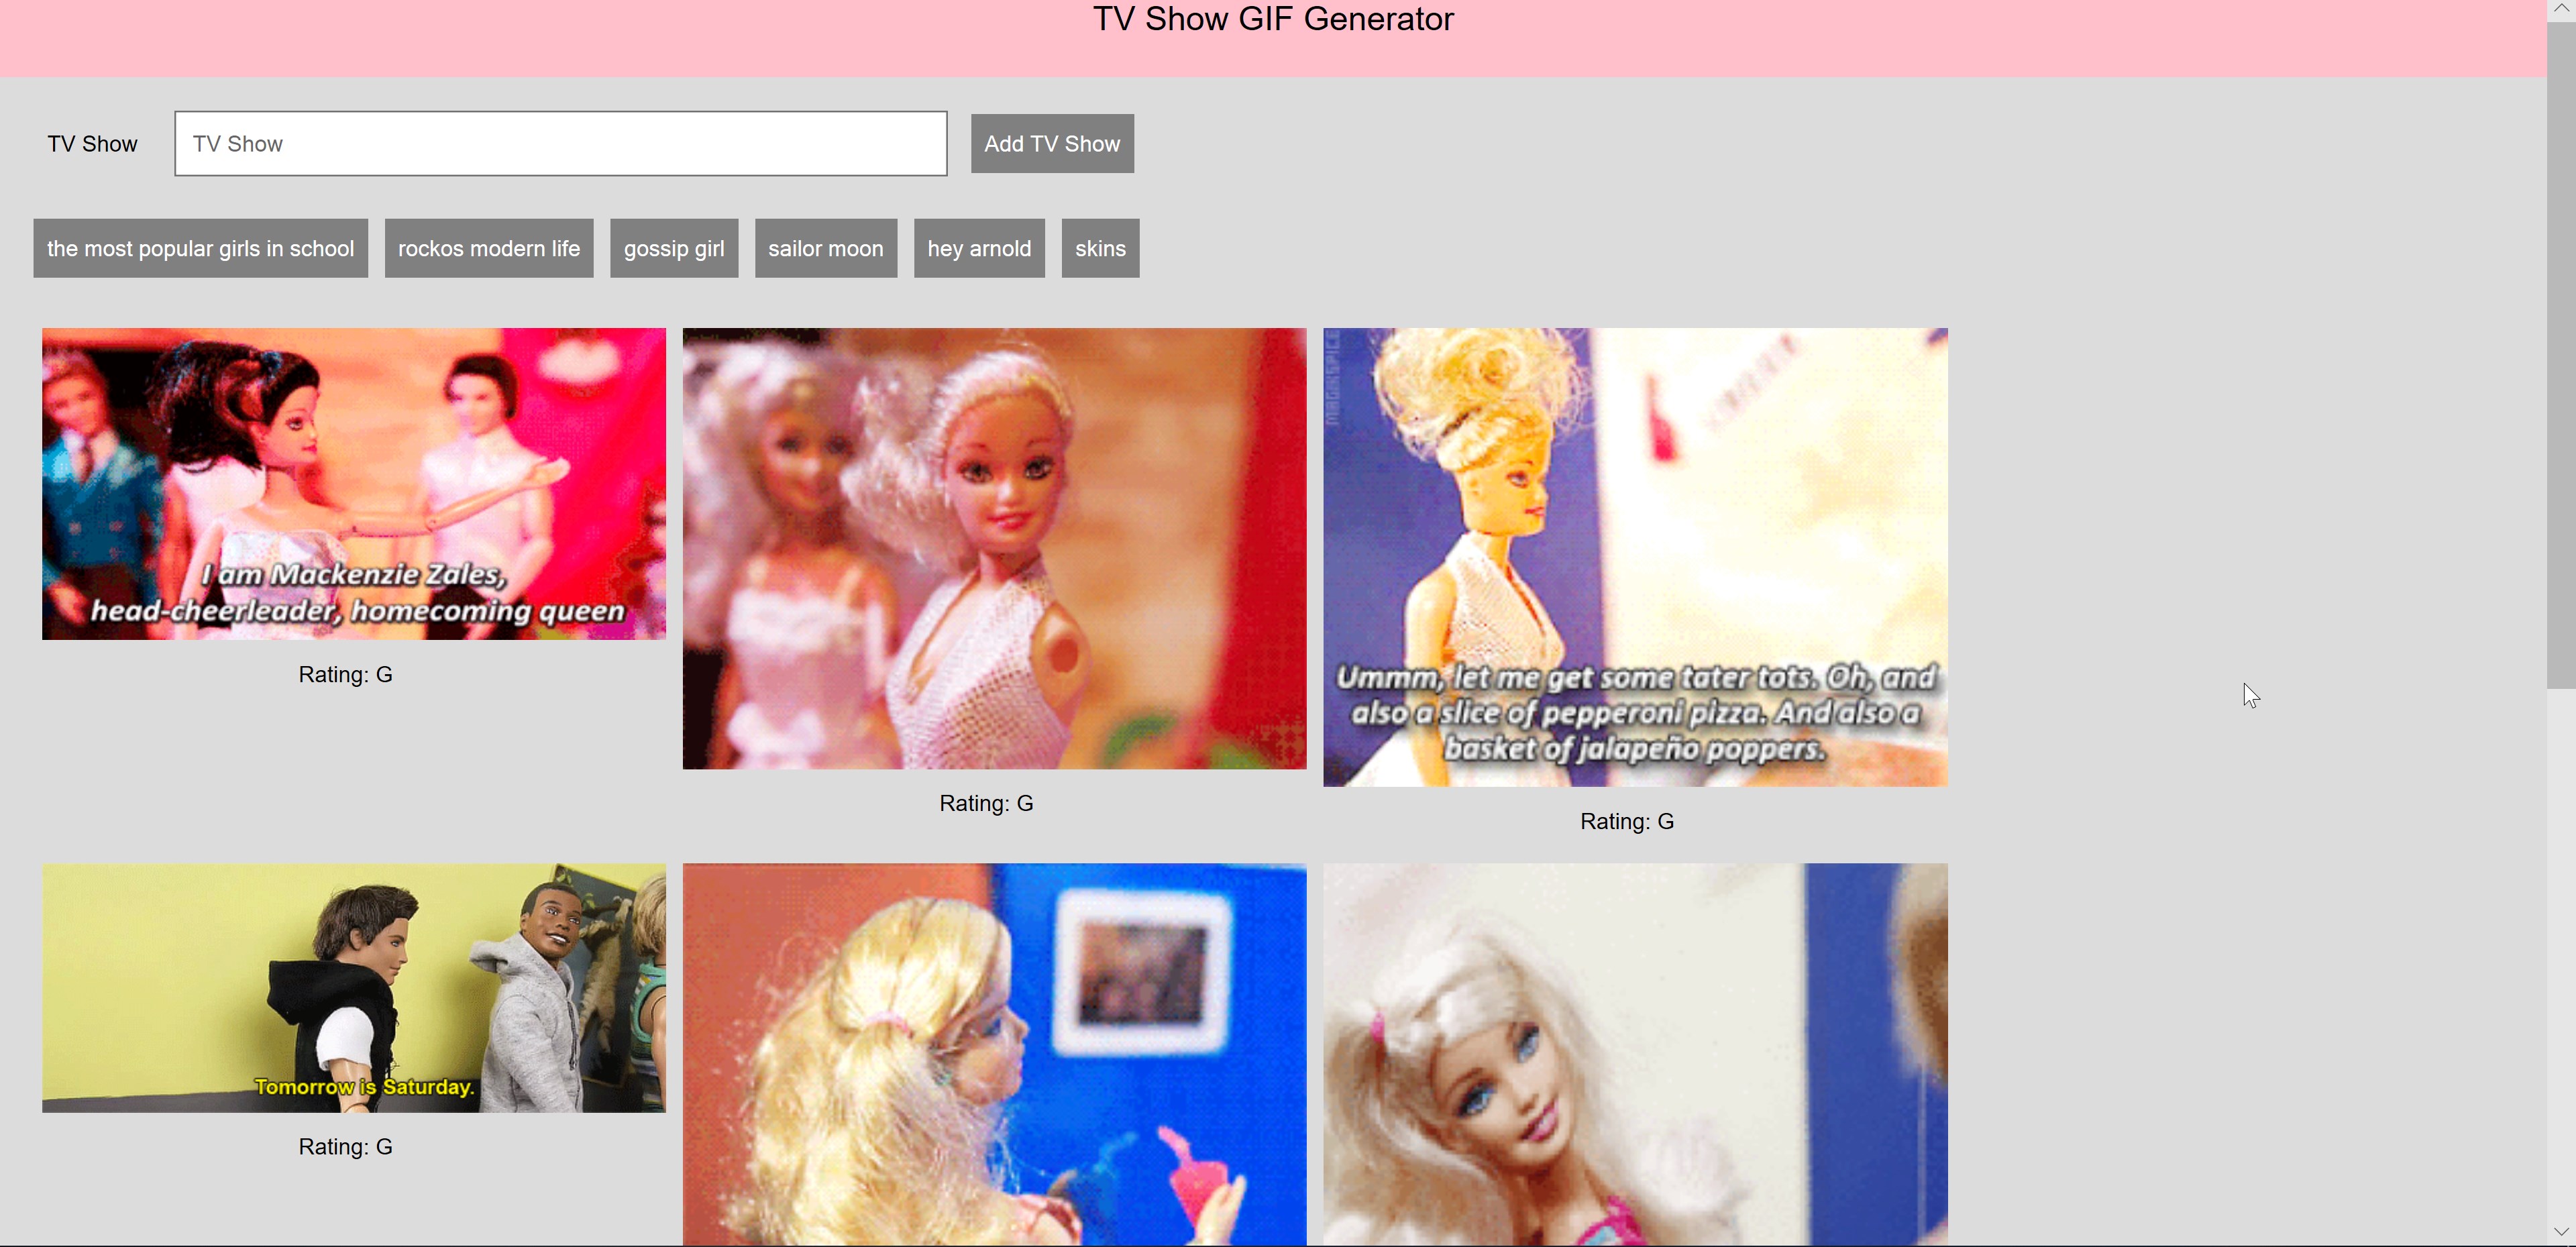 TV Show GIF Generator
TV Show
TV Show
Add TV Show
the most popular girls in school
rockos modern life
gossip girl
sailor moon
hey arnold
skins
I am Mackenzie Zales,
head-cheerleader, homecoming queen
Rating: G
Rating: G
Ummm, let me get some tater tots. Oh, and
also a slice of pepperoni pizza. And also a
basket of jalapeño poppers.
Rating: G
Tomorrow is Saturday.
Rating: G